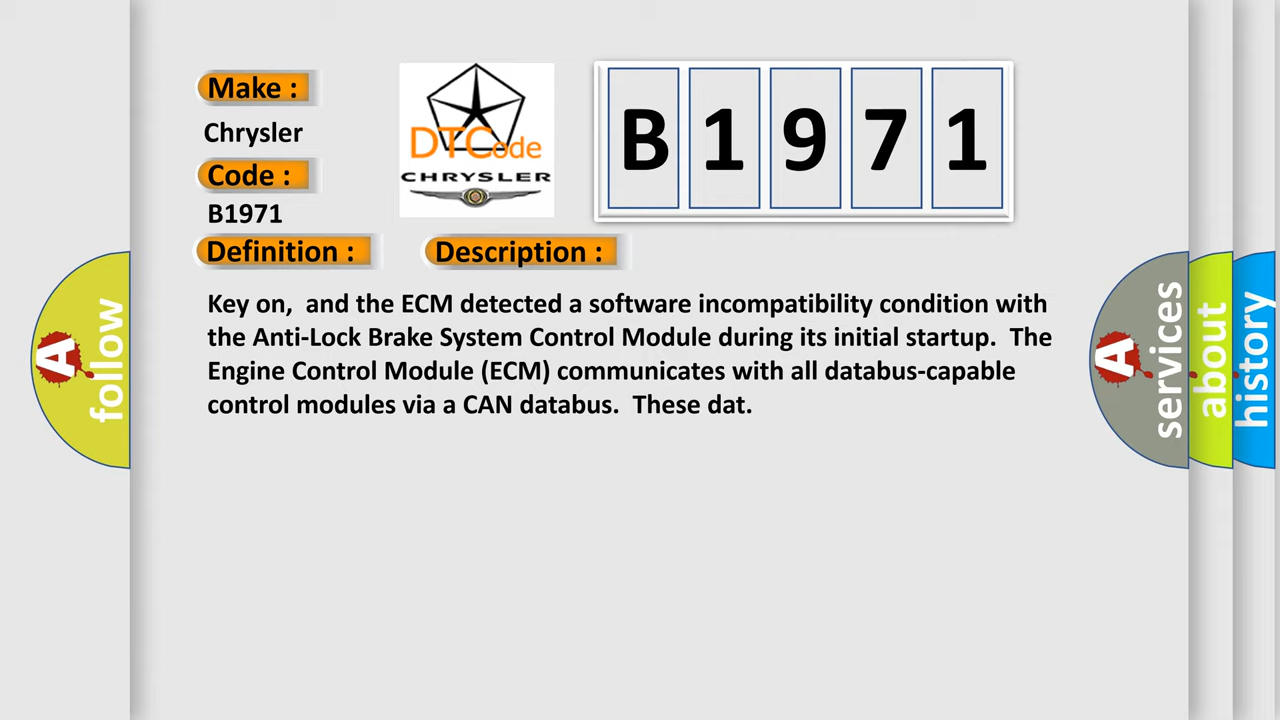 Make :
Chrysler
Code :
B1971
Definition :
Description :
DTCode
CHRYSLER
B 1 9 7 1
Key on,  and the ECM detected a software incompatibility condition with
the Anti-Lock Brake System Control Module during its initial startup  The
Engine Control Module (ECM) communicates with all databus-capable
control modules via a CAN databus  These dat.
A follow
A services
about
history